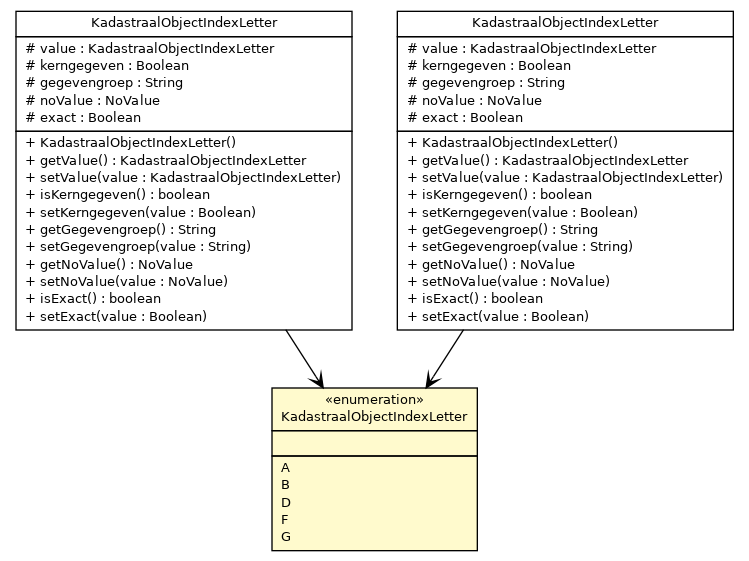 KadastraalObjectIndexLetter
# value : KadastraalObjectIndexLetter
# kerngegeven : Boolean
# gegevengroep : String
# noValue : NoValue
# exact : Boolean
+ KadastraalObjectIndexLetter()
+ getValue() : KadastraalObjectIndexLetter
+ setValue(value : KadastraalObjectIndexLetter)
+ isKerngegeven() : boolean
+ setKerngegeven(value : Boolean)
+ getGegevengroep() : String
+ setGegevengroep(value : String)
+ getNoValue() : NoValue
+ setNoValue(value : NoValue)
+ isExact() : boolean
+ setExact(value : Boolean)
KadastraalObjectIndexLetter
# value : KadastraalObjectIndexLetter
# kerngegeven : Boolean
# gegevengroep : String
# noValue : NoValue
# exact : Boolean
+ KadastraalObjectIndexLetter()
+ getValue() : KadastraalObjectIndexLetter
+ setValue(value : KadastraalObjectIndexLetter)
+ isKerngegeven() : boolean
+ setKerngegeven(value : Boolean)
+ getGegevengroep() : String
+ setGegevengroep(value : String)
+ getNoValue() : NoValue
+ setNoValue(value : NoValue)
+ isExact() : boolean
+ setExact(value : Boolean)
«enumeration»
KadastraalObjectIndexLetter
A
B
D
F
G